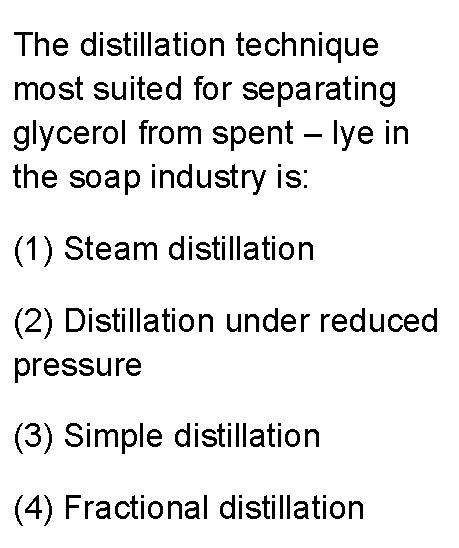 The distillation technique
most suited for separating
glycerol from spent – lye in
the soap industry is:
(1) Steam distillation
(2) Distillation under reduced
pressure
(3) Simple distillation
(4) Fractional distillation